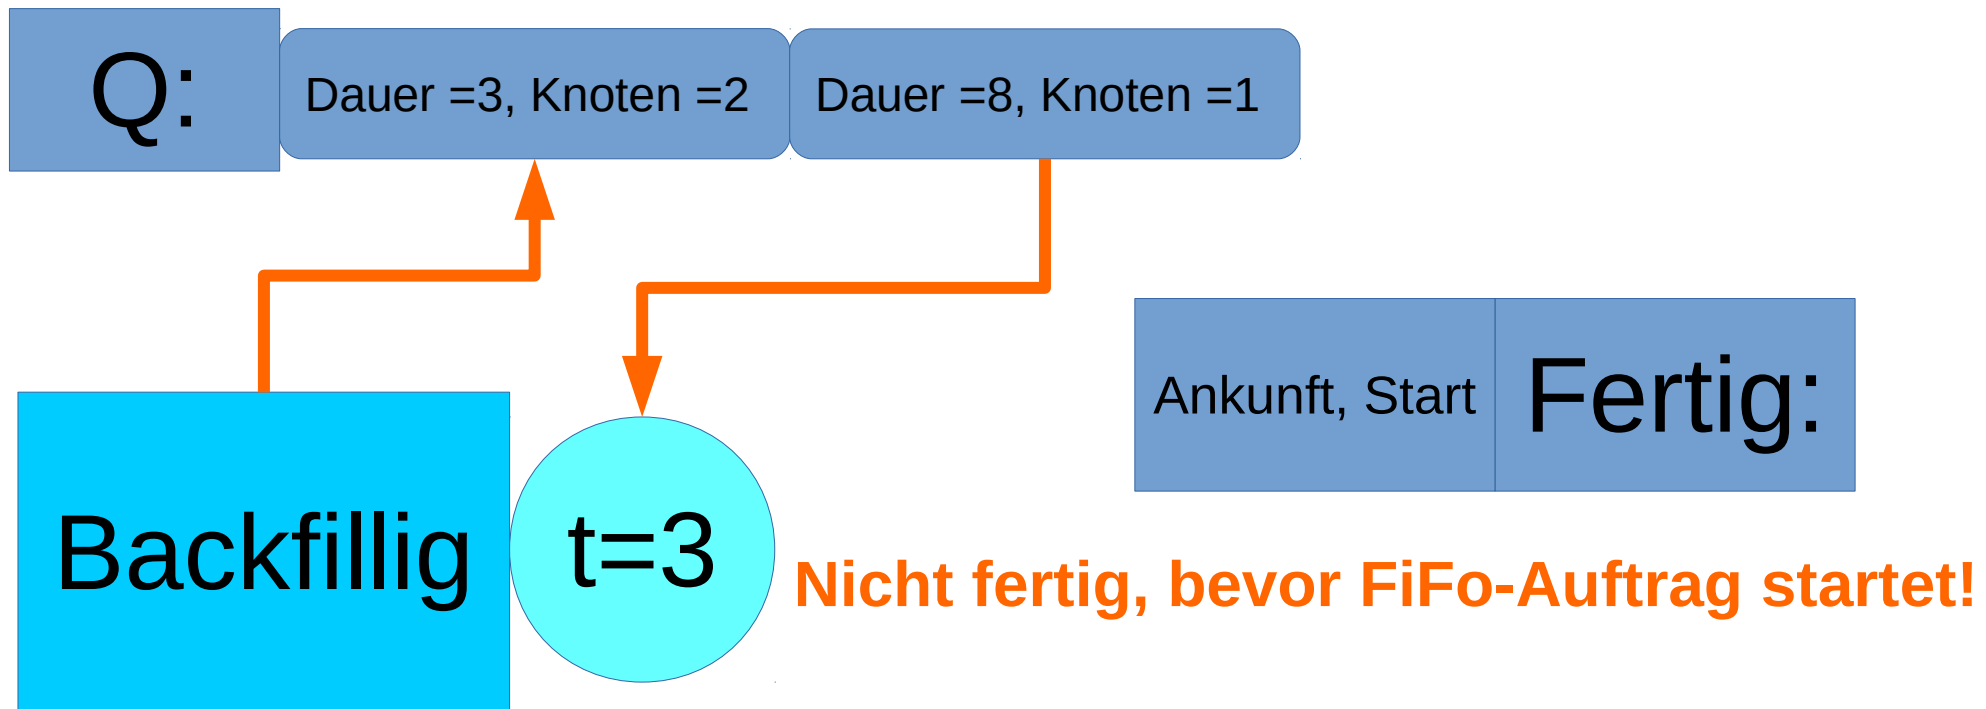 Q:
Dauer =3, Knoten =2
Dauer =8, Knoten =1
Ankunft, Start
Fertig:
Backfillig
t=3
Nicht fertig, bevor FiFo-Auftrag startet!